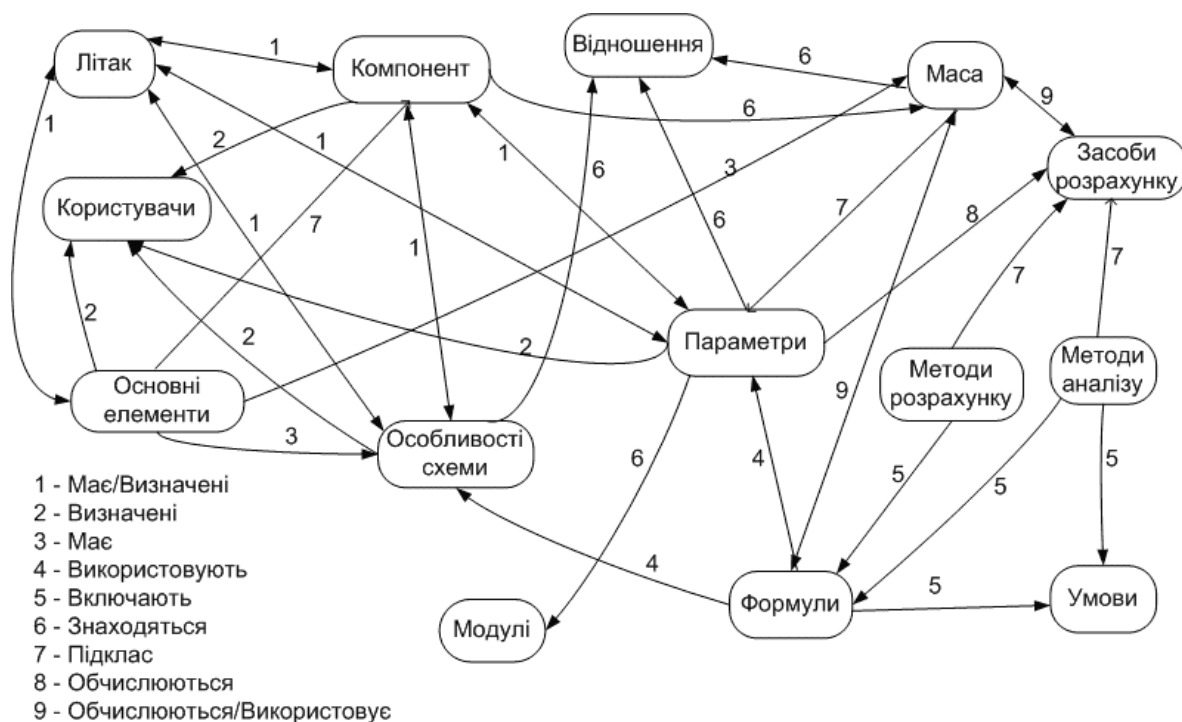 Літак
1
Компонент
Відношення
6
Маса
9
1
2
1
1
6
6
3
Засоби
розрахунку
Користувачи
7
1
1
6
7
8
7
7
2
2
2
Параметри
Основні
елементи
3
Особливості
схеми
9
Методи
розрахунку
Методи
аналізу
6
4
5
5
5
4
Модулі
Формули
5
Умови
1 - Має/Визначені
2 - Визначені
3 - Має
4 - Використовують
5 - Включають
6 - Знаходяться
7 - Підклас
8 - Обчислюються
9 - Обчислюються/Використовує